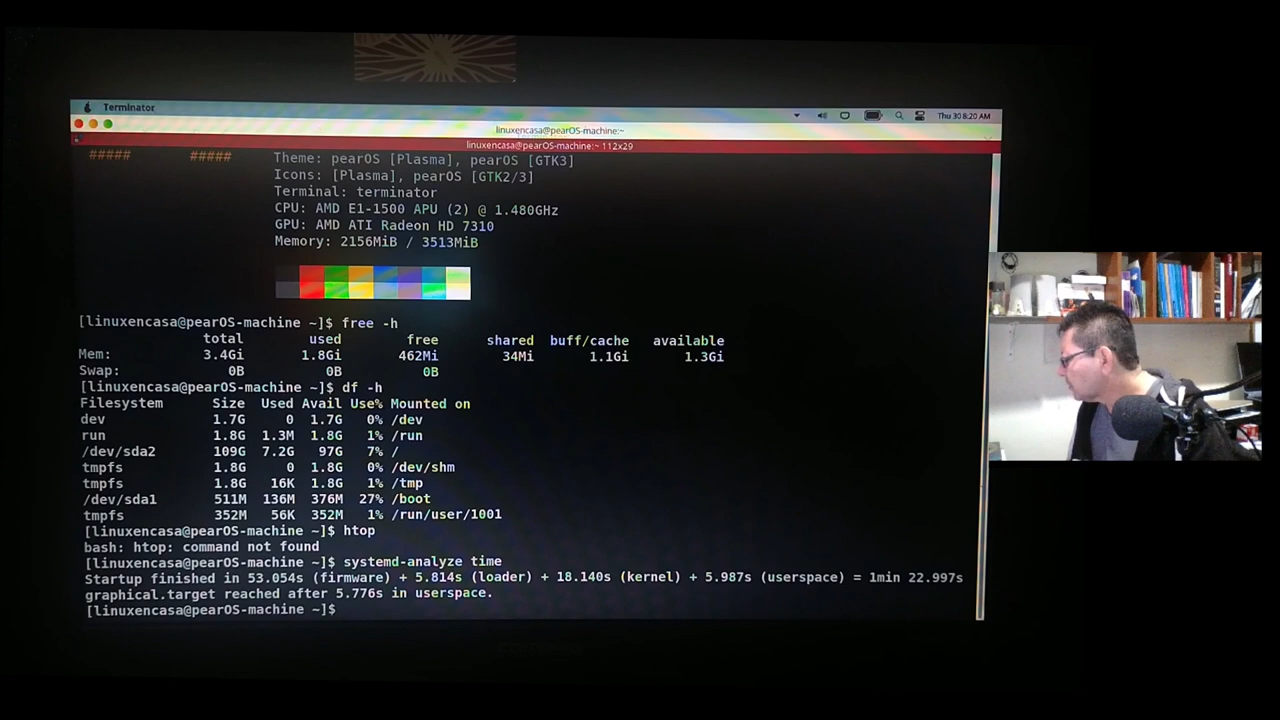 Terminator
Thu 30 8:20 AM
linuxencasa@pearOS-machine:~
linuxencasa@pearOS-machine:~ 112x29
##### ##### Theme: pearOS [Plasma], pearOS [GTK3]
Icons: [Plasma], pearOS [GTK2/3]
Terminal: terminator
CPU: AMD E1-1500 APU (2) @ 1.480GHz
GPU: AMD ATI Radeon HD 7310
Memory: 2156MiB / 3513MiB
[linuxencasa@pearOS-machine ~]$ free -h
total used free shared buff/cache available
Mem: 3.4Gi 1.8Gi 462Mi 34Mi 1.1Gi 1.3Gi
Swap: 0B 0B 0B
[linuxencasa@pearOS-machine ~]$ df -h
Filesystem Size Used Avail Use% Mounted on
dev 1.7G 0 1.7G 0% /dev
run 1.8G 1.3M 1.8G 1% /run
/dev/sda2 109G 7.2G 97G 7% /
tmpfs 1.8G 0 1.8G 0% /dev/shm
tmpfs 1.8G 16K 1.8G 1% /tmp
/dev/sda1 511M 136M 376M 27% /boot
tmpfs 352M 56K 352M 1% /run/user/1001
[linuxencasa@pearOS-machine ~]$ htop
bash: htop: command not found
[linuxencasa@pearOS-machine ~]$ systemd-analyze time
Startup finished in 53.054s (firmware) + 5.814s (loader) + 18.140s (kernel) + 5.987s (userspace) = 1min 22.997s
graphical.target reached after 5.776s in userspace.
[linuxencasa@pearOS-machine ~]$